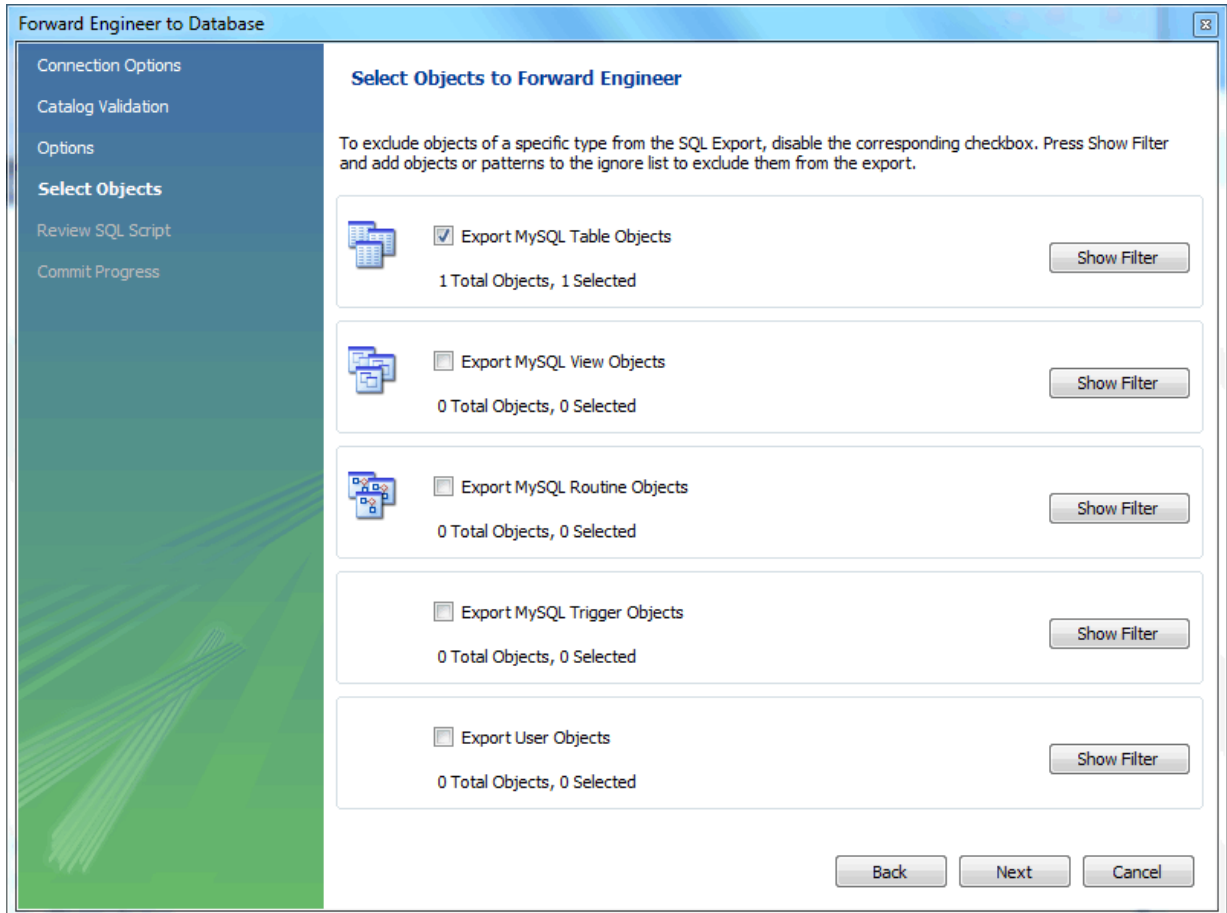 Forward Engineer to Database
Connection Options
Catalog Validation
Options
Select Objects
Review SQL Script
Commit Progress
Select Objects to Forward Engineer
To exclude objects of a specific type from the SQL Export, disable the corresponding checkbox. Press Show Filter
and add objects or patterns to the ignore list to exclude them from the export.
Export MySQL Table Objects
Show Filter
1 Total Objects, 1 Selected
Export MySQL View Objects
Show Filter
0 Total Objects, 0 Selected
Export MySQL Routine Objects
Show Filter
0 Total Objects, 0 Selected
Export MySQL Trigger Objects
Show Filter
0 Total Objects, 0 Selected
Export User Objects
Show Filter
0 Total Objects, 0 Selected
Back
Next
Cancel